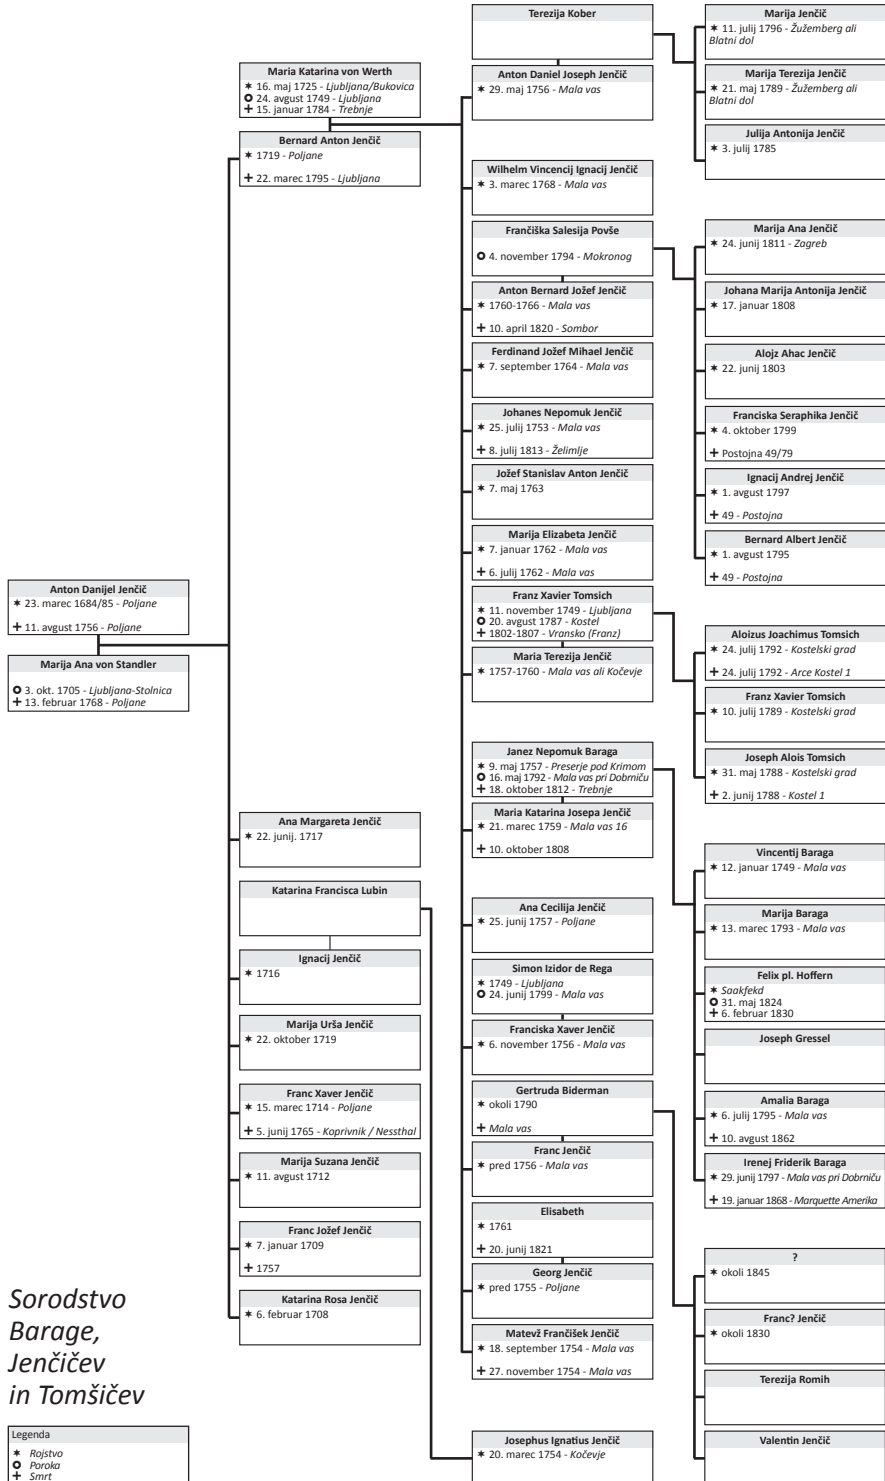 Anton Danijel Jenčič
✶ 23. marec 1684/85 - Poljane
+ 11. avgust 1756 - Poljane
Marija Ana von Standler
O 3. okt. 1705 - Ljubljana-Stolnica
+ 13. februar 1768 - Poljane
Maria Katarina von Werth
✶ 16. maj 1725 - Ljubljana/Bukovica
O 24. avgust 1749 - Ljubljana
+ 15. januar 1784 - Trebnje
Bernard Anton Jenčič
✶ 1719 - Poljane
+ 22. marec 1795 - Ljubljana
Ana Margareta Jenčič
✶ 22. junij. 1717
Katarina Francisca Lubin
Ignacij Jenčič
✶ 1716
Marija Urša Jenčič
✶ 22. oktober 1719
Franc Xaver Jenčič
✶ 15. marec 1714 - Poljane
+ 5. junij 1765 - Koprivnik / Nessthal
Marija Suzana Jenčič
✶ 11. avgust 1712
Franc Jožef Jenčič
✶ 7. januar 1709
+ 1757
Katarina Rosa Jenčič
✶ 6. februar 1708
Terezija Kober
Anton Daniel Joseph Jenčič
✶ 29. maj 1756 - Mala vas
Wilhelm Vincencij Ignacij Jenčič
✶ 3. marec 1768 - Mala vas
Frančiška Salesija Povše
O 4. november 1794 - Mokronog
Anton Bernard Jožef Jenčič
✶ 1760-1766 - Mala vas
+ 10. april 1820 - Sombor
Ferdinand Jožef Mihael Jenčič
✶ 7. september 1764 - Mala vas
Johanes Nepomuk Jenčič
✶ 25. julij 1753 - Mala vas
+ 8. julij 1813 - Želimlje
Jožef Stanislav Anton Jenčič
✶ 7. maj 1763
Marija Elizabeta Jenčič
✶ 7. januar 1762 - Mala vas
+ 6. julij 1762 - Mala vas
Franz Xavier Tomsich
✶ 11. november 1749 - Ljubljana
O 20. avgust 1787 - Kostel
+ 1802-1807 - Vransko (Franz)
Maria Terezija Jenčič
✶ 1757-1760 - Mala vas ali Kočevje
Janez Nepomuk Baraga
✶ 9. maj 1757 - Preserje pod Krimom
O 16. maj 1792 - Mala vas pri Dobrniču
+ 18. oktober 1812 - Trebnje
Maria Katarina Josepa Jenčič
✶ 21. marec 1759 - Mala vas 16
+ 10. oktober 1808
Ana Cecilija Jenčič
✶ 25. junij 1757 - Poljane
Simon Izidor de Rega
✶ 1749 - Ljubljana
O 24. junij 1799 - Mala vas
Franciska Xaver Jenčič
✶ 6. november 1756 - Mala vas
Gertruda Biderman
✶ okoli 1790
+ Mala vas
Franc Jenčič
✶ pred 1756 - Mala vas
Elisabeth
✶ 1761
+ 20. junij 1821
Georg Jenčič
✶ pred 1755 - Poljane
Matevž Frančišek Jenčič
✶ 18. september 1754 - Mala vas
+ 27. november 1754 - Mala vas
Josephus Ignatius Jenčič
✶ 20. marec 1754 - Kočevje
Marija Jenčič
✶ 11. julij 1796 - Žužemberg ali
Blatni dol
Marija Terezija Jenčič
✶ 21. maj 1789 - Žužemberg ali
Blatni dol
Julija Antonija Jenčič
✶ 3. julij 1785
Marija Ana Jenčič
✶ 24. junij 1811 - Zagreb
Johana Marija Antonija Jenčič
✶ 17. januar 1808
Alojz Ahac Jenčič
✶ 22. junij 1803
Franciska Seraphika Jenčič
✶ 4. oktober 1799
+ Postojna 49/79
Ignacij Andrej Jenčič
✶ 1. avgust 1797
+ 49 - Postojna
Bernard Albert Jenčič
✶ 1. avgust 1795
+ 49 - Postojna
Aloizus Joachimus Tomsich
✶ 24. julij 1792 - Kostelski grad
+ 24. julij 1792 - Arce Kostel 1
Franz Xavier Tomsich
✶ 10. julij 1789 - Kostelski grad
Joseph Alois Tomsich
✶ 31. maj 1788 - Kostelski grad
+ 2. junij 1788 - Kostel 1
Vincentij Baraga
✶ 12. januar 1749 - Mala vas
Marija Baraga
✶ 13. marec 1793 - Mala vas
Felix pl. Hoffern
✶ Saakfekd
O 31. maj 1824
+ 6. februar 1830
Joseph Gressel
Amalia Baraga
✶ 6. julij 1795 - Mala vas
+ 10. avgust 1862
Irenej Friderik Baraga
✶ 29. junij 1797 - Mala vas pri Dobrniču
+ 19. januar 1868 - Marquette Amerika
?
✶ okoli 1845
Franc? Jenčič
✶ okoli 1830
Terezija Romih
Valentin Jenčič
Sorodstvo
Barage,
Jenčičev
in Tomšičev
Legenda
✶ Rojstvo
O Poroka
+ Smrt